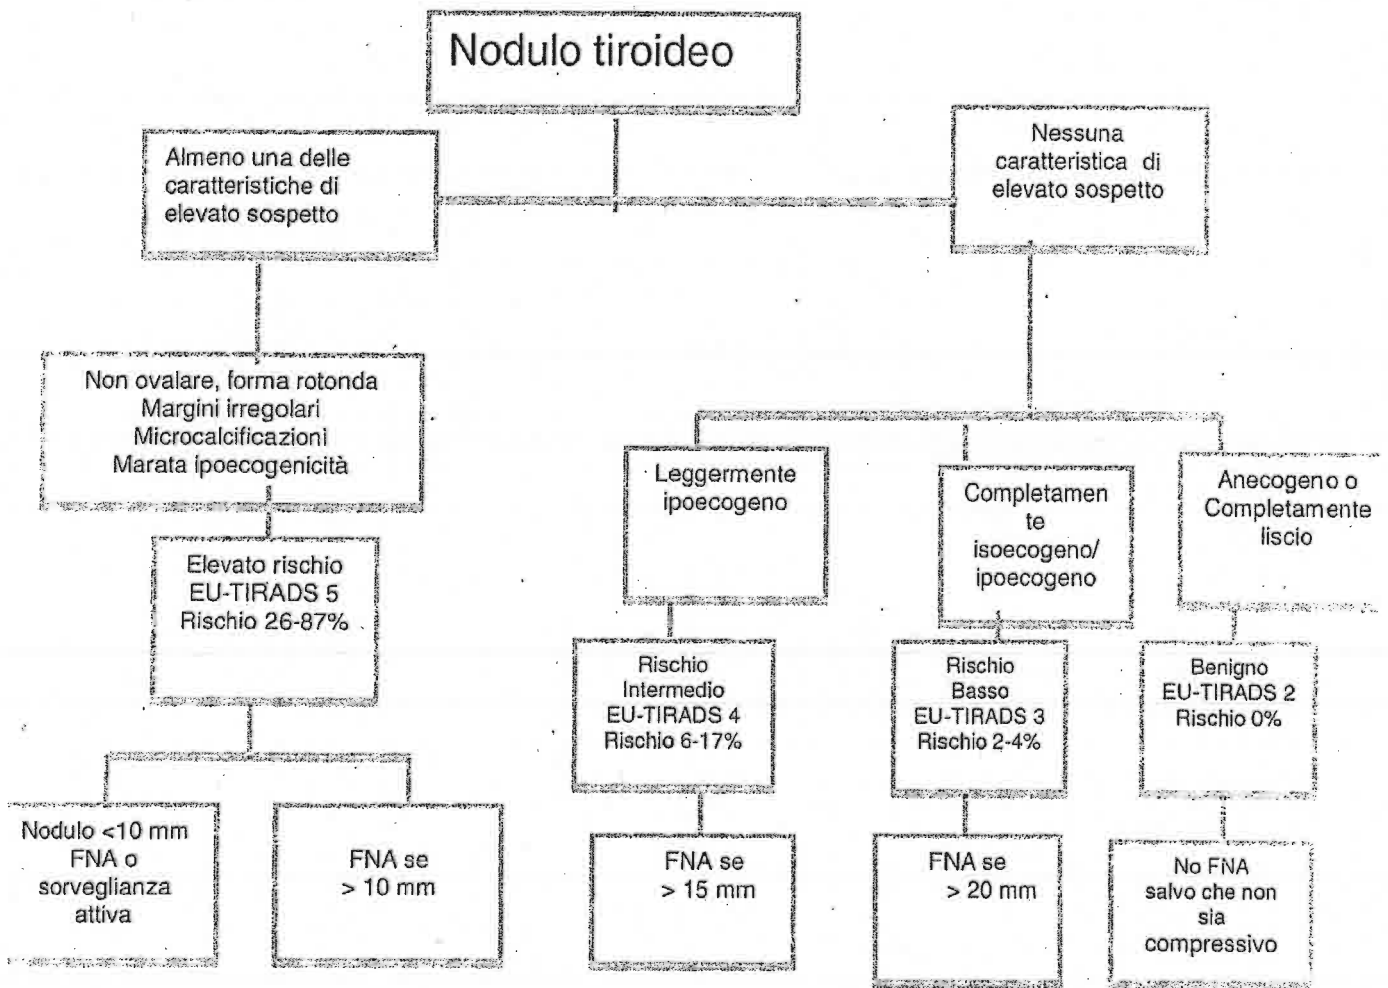 Nodulo tiroideo
Almeno una delle
caratteristiche di
elevato sospetto
Nessuna
caratteristica di
elevato sospetto
Non ovalare, forma rotonda
Margini irregolari
Microcalcificazioni
Marata ipoecogenicità
Leggermente
ipoecogeno
Completamen
te
isoecogeno/
ipoecogeno
Anecogeno o
Completamente
liscio
Elevato rischio
EU-TIRADS 5
Rischio 26-87%
Rischio
Intermedio
EU-TIRADS 4
Rischio 6-17%
Rischio
Basso
EU-TIRADS 3
Rischio 2-4%
Benigno
EU-TIRADS 2
Rischio 0%
Nodulo <10 mm
FNA o
sorveglianza
attiva
FNA se
> 10 mm
FNA se
> 15 mm
FNA se
> 20 mm
No FNA
salvo che non
sia
compressivo